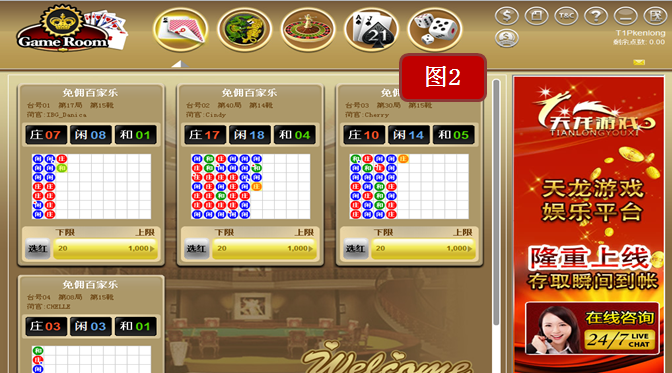 Game Room
21
T&C
T1Pkenlong
剩余点数: 0.00
图2
免佣百家乐
台号01 第17局 第15靴
荷官:IBG_Danica
庄 07 闲 08 和 01
下限 上限
选红 20 1,000
免佣百家乐
台号02 第40局 第14靴
荷官:Cindy
庄 17 闲 18 和 04
下限 上限
选红 20 1,000
免佣百家乐
台号03 第30局 第15靴
荷官:Cherry
庄 10 闲 14 和 05
下限 上限
选红 20 1,000
免佣百家乐
台号04 第08局 第15靴
荷官:CHELLE
庄 03 闲 03 和 01
Welcome
天龙游戏
TIANLONGYOUXI
天龙游戏
娱乐平台
隆重上线
存取瞬间到帐
在线咨询
24/7 LIVE CHAT